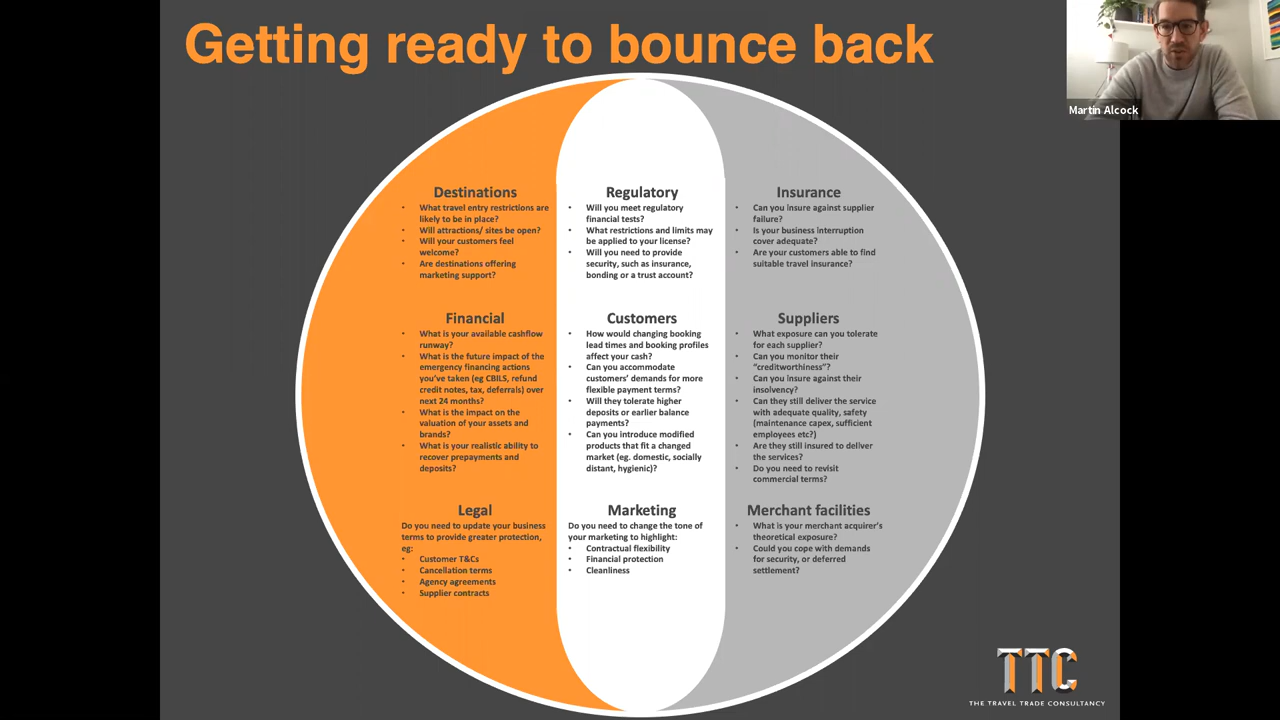 Getting ready to bounce back
Martin Alcock
Destinations
• What travel entry restrictions are
likely to be in place?
• Will attractions/ sites be open?
• Will your customers feel
welcome?
• Are destinations offering
marketing support?
Regulatory
• Will you meet regulatory
financial tests?
• What restrictions and limits may
be applied to your license?
• Will you need to provide
security, such as insurance,
bonding or a trust account?
Insurance
• Can you insure against supplier
failure?
• Is your business interruption
cover adequate?
• Are your customers able to find
suitable travel insurance?
Financial
• What is your available cashflow
runway?
• What is the future impact of the
emergency financing actions
you've taken (eg CBILS, refund
credit notes, tax, deferrals) over
next 24 months?
• What is the impact on the
valuation of your assets and
brands?
• What is your realistic ability to
recover prepayments and
deposits?
Customers
• How would changing booking
lead times and booking profiles
affect your cash?
• Can you accommodate
customers' demands for more
flexible payment terms?
• Will they tolerate higher
deposits or earlier balance
payments?
• Can you introduce modified
products that fit a changed
market (eg. domestic, socially
distant, hygienic)?
Suppliers
• What exposure can you tolerate
for each supplier?
• Can you monitor their
"creditworthiness"?
• Can you insure against their
insolvency?
• Can they still deliver the service
with adequate quality, safety
(maintenance capex, sufficient
employees etc?)
• Are they still insured to deliver
the services?
• Do you need to revisit
commercial terms?
Legal
Do you need to update your business
terms to provide greater protection,
eg:
• Customer T&Cs
• Cancellation terms
• Agency agreements
• Supplier contracts
Marketing
Do you need to change the tone of
your marketing to highlight:
• Contractual flexibility
• Financial protection
• Cleanliness
Merchant facilities
• What is your merchant acquirer's
theoretical exposure?
• Could you cope with demands
for security, or deferred
settlement?
TTC
THE TRAVEL TRADE CONSULTANCY